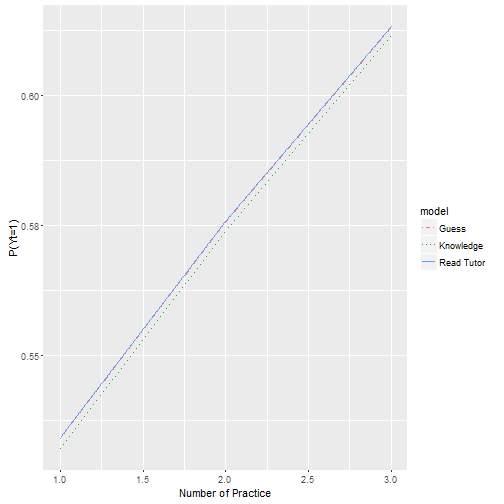 P(Yt=1)
0.60
0.58
0.55
1.0 1.5 2.0 2.5 3.0
Number of Practice
model
Guess
Knowledge
Read Tutor